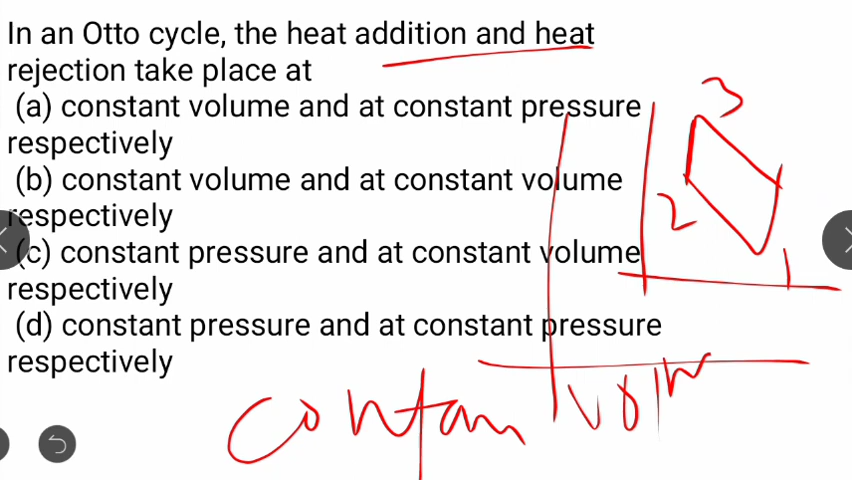 In an Otto cycle, the heat addition and heat
rejection take place at
(a) constant volume and at constant pressure
respectively
(b) constant volume and at constant volume
respectively
(c) constant pressure and at constant volume
respectively
(d) constant pressure and at constant pressure
respectively
3
2
1